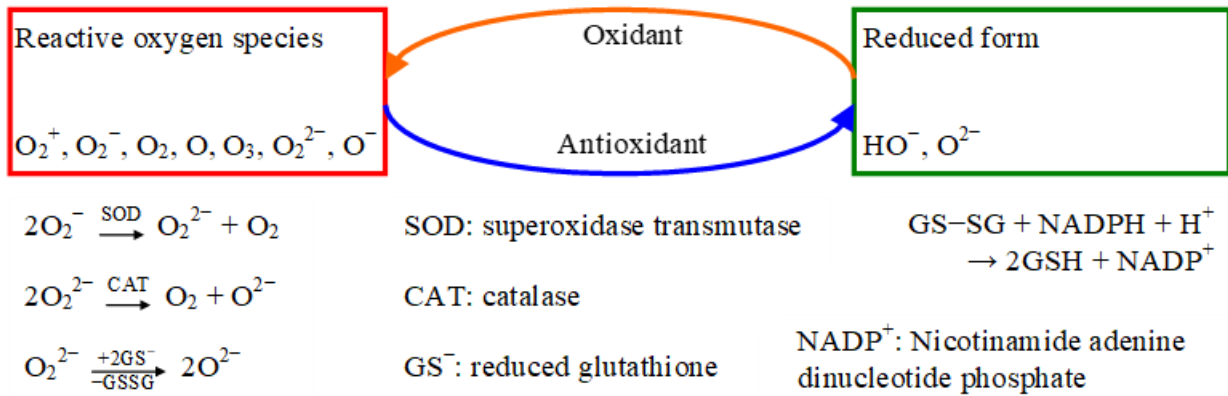 Reactive oxygen species
Oxidant
Reduced form
O₂⁺, O₂⁻, O₂, O, O₃, O₂²⁻, O⁻
Antioxidant
HO⁻, O²⁻
2O₂⁻ SOD→ O₂²⁻ + O₂
SOD: superoxidase transmutase
GS−SG + NADPH + H⁺
→ 2GSH + NADP⁺
2O₂²⁻ CAT→ O₂ + O²⁻
CAT: catalase
O₂²⁻ +2GS⁻→−GSSG 2O²⁻
GS⁻: reduced glutathione
NADP⁺: Nicotinamide adenine
dinucleotide phosphate